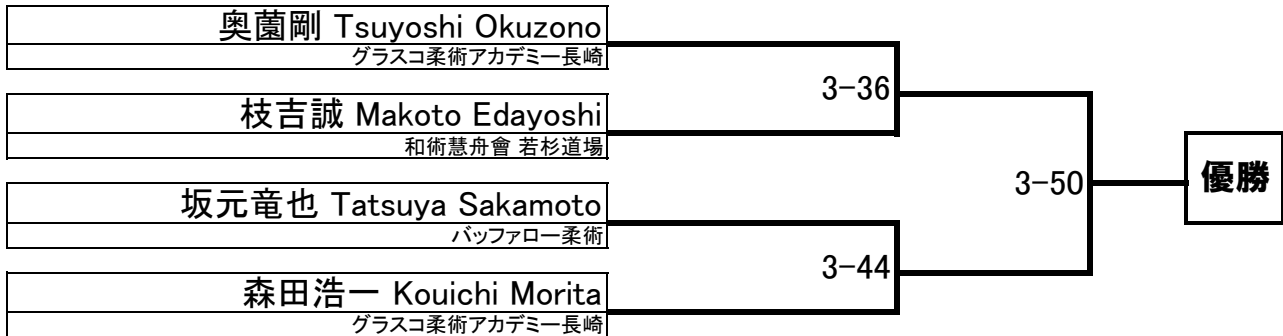 奥薗剛 Tsuyoshi Okuzono
グラスコ柔術アカデミー長崎
3-36
枝吉誠 Makoto Edayoshi
和術慧舟會 若杉道場
3-50
優勝
坂元竜也 Tatsuya Sakamoto
バッファロー柔術
3-44
森田浩一 Kouichi Morita
グラスコ柔術アカデミー長崎